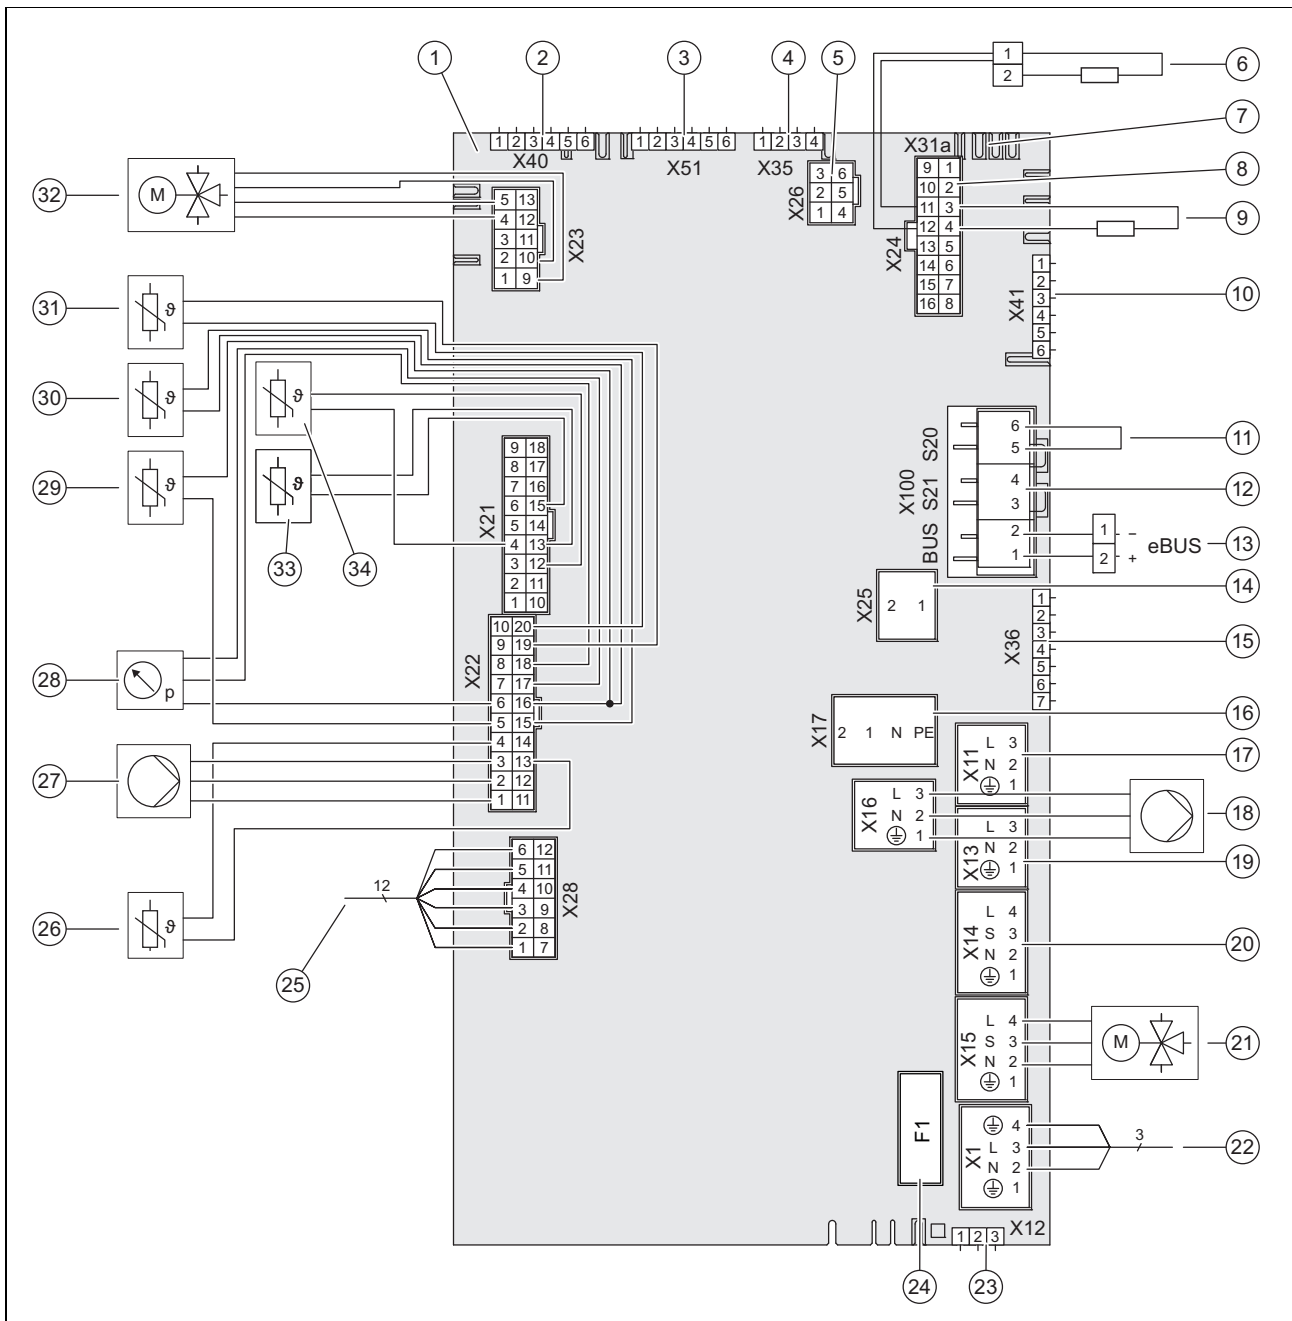 1
2
3
4
5
6
7
8
9
10
11
12
13
14
15
16
17
18
19
20
21
22
23
24
25
26
27
28
29
30
31
32
33
34
1 2 3 4 5 6
X40
1 2 3 4 5 6
X51
1 2 3 4
X35
3 6
2 5
1 4
X26
X31a
9 1
10 2
11 3
12 4
13 5
14 6
15 7
16 8
X24
1
2
M
5 13
4 12
3 11
2 10
1 9
X23
ϑ
ϑ
ϑ
ϑ
ϑ
1
2
3
4
5
6
X41
9 18
8 17
7 16
6 15
5 14
4 13
3 12
2 11
1 10
X21
6
5
4
3
2
1
X100
S20
S21
BUS
1 –
2 +
eBUS
2 1
X25
1
2
3
4
5
6
7
X36
10 20
9 19
8 18
7 17
6 16
5 15
4 14
3 13
2 12
1 11
X22
p
2 1 N PE
X17
L 3
N 2
1
X11
L 3
N 2
1
X16
L 3
N 2
1
X13
6 12
5 11
4 10
3 9
2 8
1 7
X28
12
ϑ
L 4
S 3
N 2
1
X14
L 4
S 3
N 2
1
X15
M
4
L 3
N 2
1
X1
3
F1
X12
1 2 3